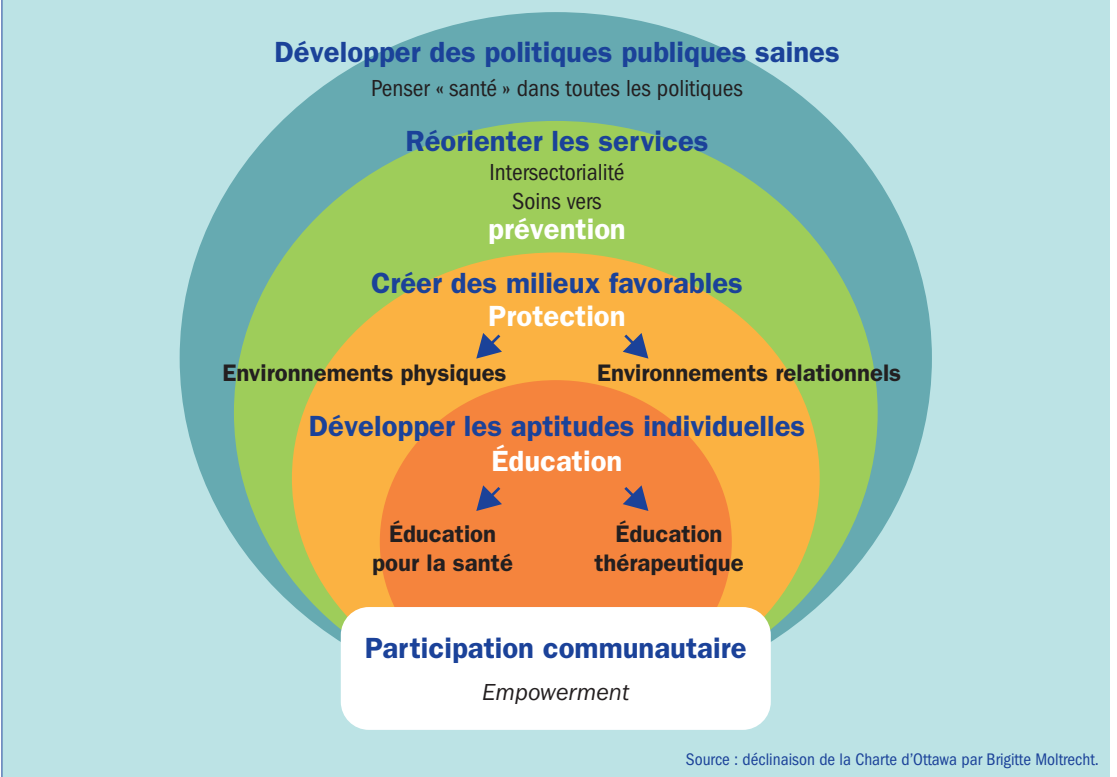 Développer des politiques publiques saines
Penser « santé » dans toutes les politiques
Réorienter les services
Intersectorialité
Soins vers
prévention
Créer des milieux favorables
Protection
Environnements physiques
Environnements relationnels
Développer les aptitudes individuelles
Éducation
Éducation
pour la santé
Éducation
thérapeutique
Participation communautaire
Empowerment
Source : déclinaison de la Charte d'Ottawa par Brigitte Moltrecht.